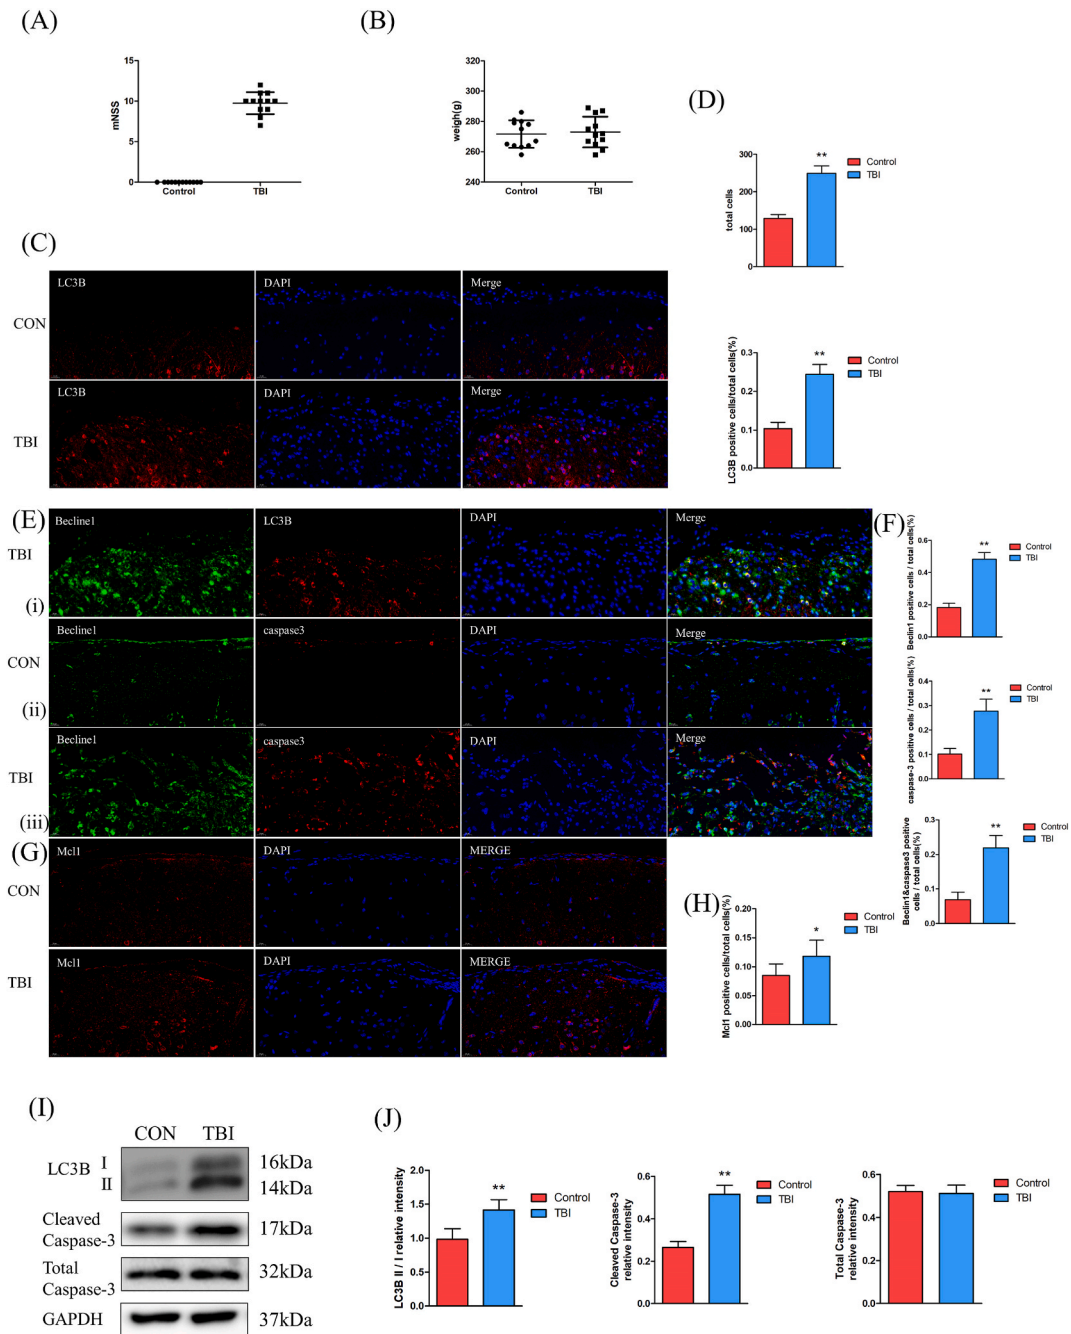 (A)
mNSS
15
10
5
0
Control
TBI
(B)
weigh(g)
320
300
280
260
240
Control
TBI
(D)
total cells
300
200
100
0
**
Control
TBI
(C)
CON
LC3B
DAPI
Merge
TBI
LC3B
DAPI
Merge
LC3B positive cells/total cells(%)
0.3
0.2
0.1
0.0
**
Control
TBI
(E)
TBI
(i)
Becline1
LC3B
DAPI
Merge
CON
(ii)
Becline1
caspase3
DAPI
Merge
TBI
(iii)
Becline1
caspase3
DAPI
Merge
(F)
Beclin1 positive cells / total cells(%)
0.6
0.4
0.2
0.0
**
Control
TBI
caspase-3 positive cells / total cells(%)
0.4
0.3
0.2
0.1
0.0
**
Control
TBI
Beclin1&caspase3 positive
cells / total cells(%)
0.3
0.2
0.1
0.0
**
Control
TBI
(G)
CON
Mcl1
DAPI
MERGE
TBI
Mcl1
DAPI
MERGE
(H)
Mcl1 positive cells/total cells(%)
0.20
0.15
0.10
0.05
0.00
*
Control
TBI
(I)
CON TBI
LC3B I 16kDa
II 14kDa
Cleaved
Caspase-3
17kDa
Total
Caspase-3
32kDa
GAPDH 37kDa
(J)
LC3B II / I relative intensity
2.0
1.5
1.0
0.5
0.0
**
Control
TBI
Cleaved Caspase-3
relative intensity
0.6
0.4
0.2
0.0
**
Control
TBI
Total Caspase-3
relative intensity
0.6
0.4
0.2
0.0
Control
TBI